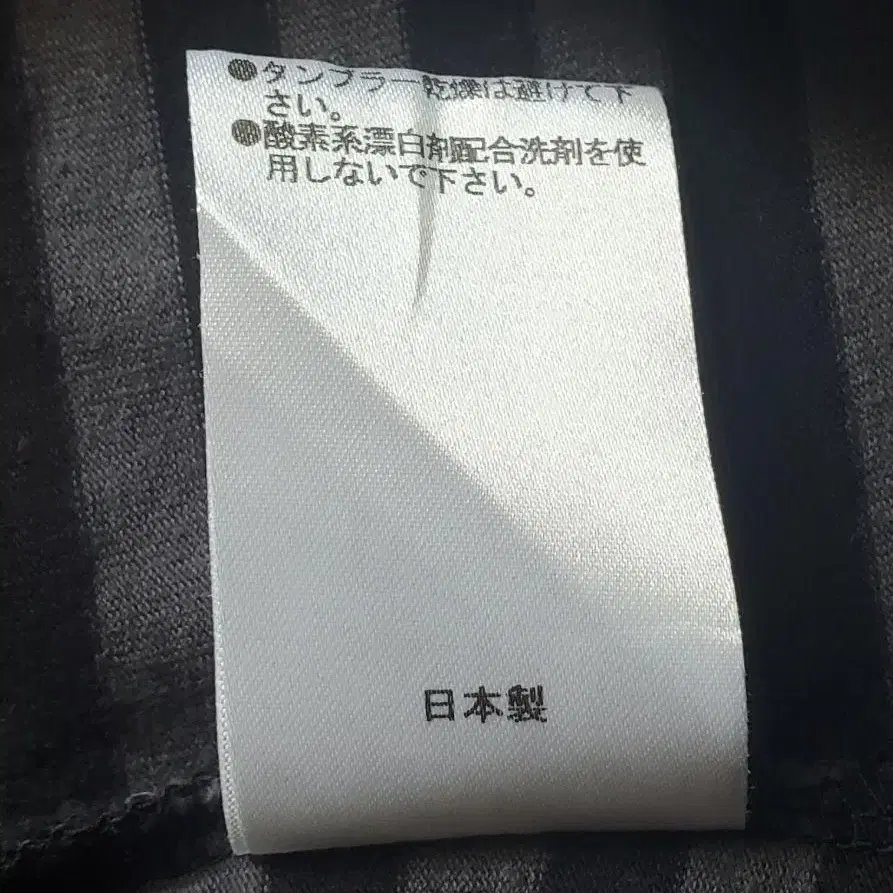 ●タンブラー乾燥は避けて下
さい。
●酸素系漂白剤配合洗剤を使
用しないで下さい。
日本製